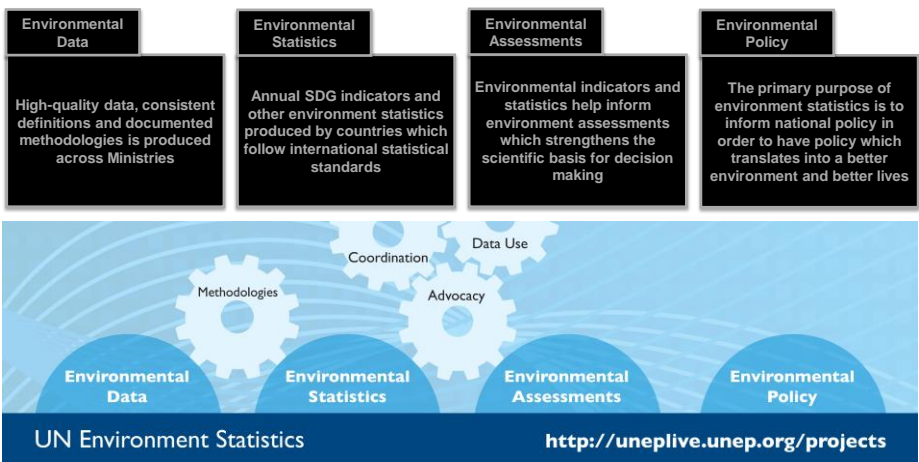 Environmental
Data
High-quality data, consistent
definitions and documented
methodologies is produced
across Ministries
Environmental
Statistics
Annual SDG indicators and
other environment statistics
produced by countries which
follow international statistical
standards
Environmental
Assessments
Environmental indicators and
statistics help inform
environment assessments
which strengthens the
scientific basis for decision
making
Environmental
Policy
The primary purpose of
environment statistics is to
inform national policy in
order to have policy which
translates into a better
environment and better lives
Methodologies
Coordination
Data Use
Advocacy
Environmental
Data
Environmental
Statistics
Environmental
Assessments
Environmental
Policy
UN Environment Statistics
http://uneplive.unep.org/projects